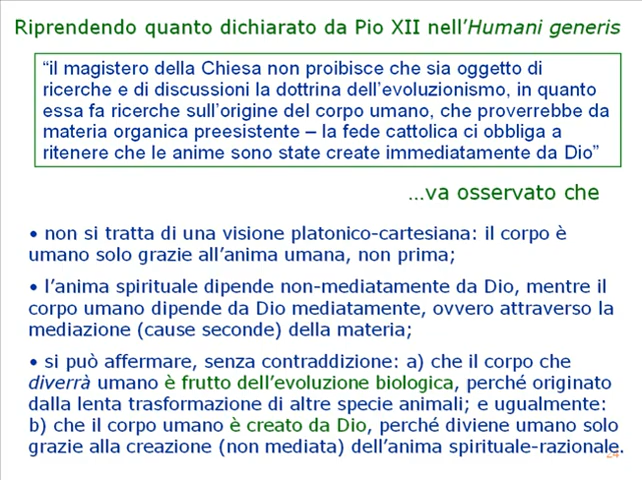 Riprendendo quanto dichiarato da Pio XII nell'Humani generis
“il magistero della Chiesa non proibisce che sia oggetto di
ricerche e di discussioni la dottrina dell'evoluzionismo, in quanto
essa fa ricerche sull'origine del corpo umano, che proverrebbe da
materia organica preesistente – la fede cattolica ci obbliga a
ritenere che le anime sono state create immediatamente da Dio”
...va osservato che
• non si tratta di una visione platonico-cartesiana: il corpo è
umano solo grazie all'anima umana, non prima;
• l'anima spirituale dipende non-mediatamente da Dio, mentre il
corpo umano dipende da Dio mediatamente, ovvero attraverso la
mediazione (cause seconde) della materia;
• si può affermare, senza contraddizione: a) che il corpo che
diverrà umano è frutto dell'evoluzione biologica, perché originato
dalla lenta trasformazione di altre specie animali; e ugualmente:
b) che il corpo umano è creato da Dio, perché diviene umano solo
grazie alla creazione (non mediata) dell'anima spirituale-razionale.
24